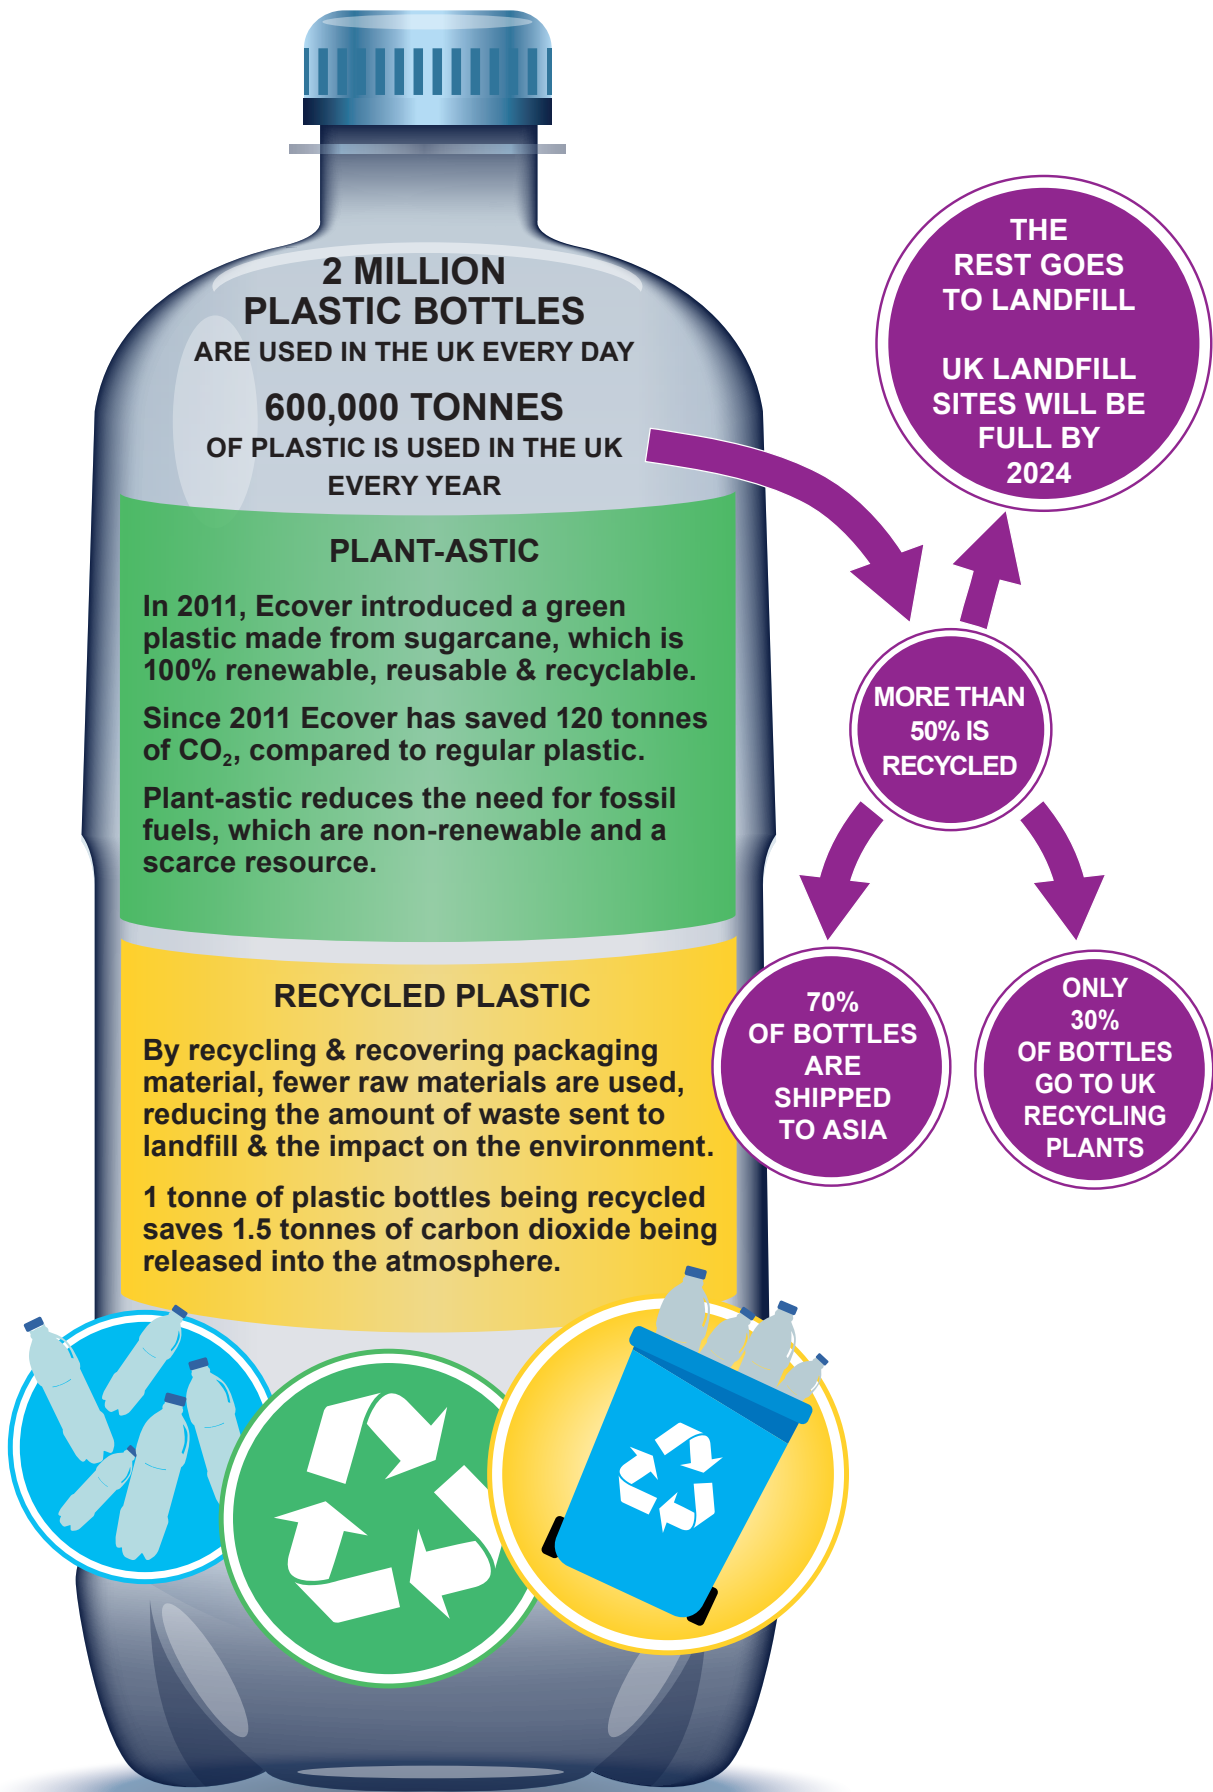 2 MILLION
PLASTIC BOTTLES
ARE USED IN THE UK EVERY DAY
600,000 TONNES
OF PLASTIC IS USED IN THE UK
EVERY YEAR
PLANT-ASTIC
In 2011, Ecover introduced a green
plastic made from sugarcane, which is
100% renewable, reusable & recyclable.
Since 2011 Ecover has saved 120 tonnes
of CO₂, compared to regular plastic.
Plant-astic reduces the need for fossil
fuels, which are non-renewable and a
scarce resource.
RECYCLED PLASTIC
By recycling & recovering packaging
material, fewer raw materials are used,
reducing the amount of waste sent to
landfill & the impact on the environment.
1 tonne of plastic bottles being recycled
saves 1.5 tonnes of carbon dioxide being
released into the atmosphere.
THE
REST GOES
TO LANDFILL
UK LANDFILL
SITES WILL BE
FULL BY
2024
MORE THAN
50% IS
RECYCLED
70%
OF BOTTLES
ARE
SHIPPED
TO ASIA
ONLY
30%
OF BOTTLES
GO TO UK
RECYCLING
PLANTS